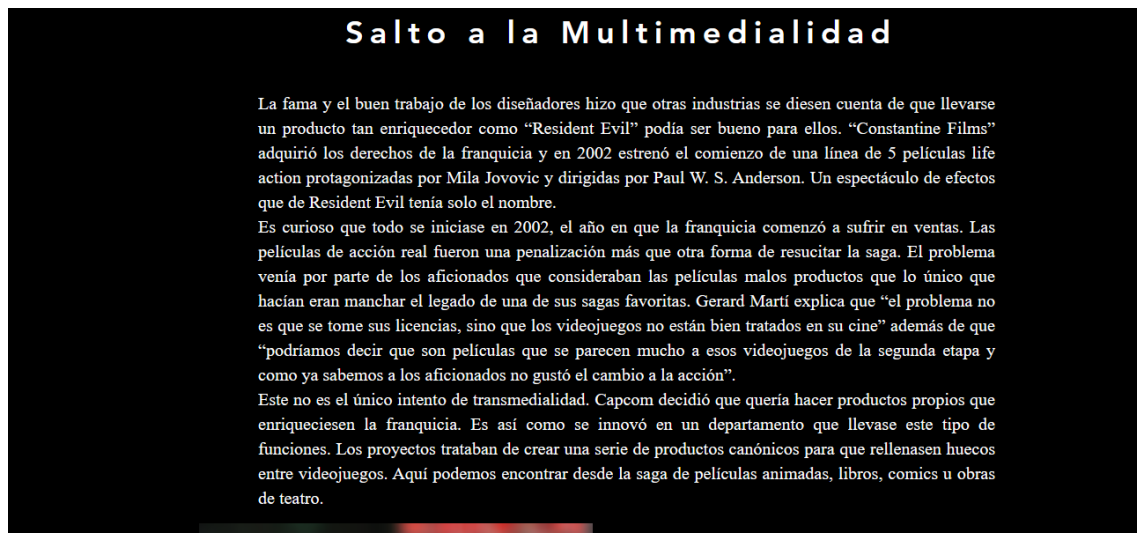 Salto a la Multimedialidad
La fama y el buen trabajo de los diseñadores hizo que otras industrias se diesen cuenta de que llevarse
un producto tan enriquecedor como “Resident Evil” podía ser bueno para ellos. “Constantine Films”
adquirió los derechos de la franquicia y en 2002 estrenó el comienzo de una línea de 5 películas life
action protagonizadas por Mila Jovovic y dirigidas por Paul W. S. Anderson. Un espectáculo de efectos
que de Resident Evil tenía solo el nombre.
Es curioso que todo se iniciase en 2002, el año en que la franquicia comenzó a sufrir en ventas. Las
películas de acción real fueron una penalización más que otra forma de resucitar la saga. El problema
venía por parte de los aficionados que consideraban las películas malos productos que lo único que
hacían eran manchar el legado de una de sus sagas favoritas. Gerard Martí explica que “el problema no
es que se tome sus licencias, sino que los videojuegos no están bien tratados en su cine” además de que
“podríamos decir que son películas que se parecen mucho a esos videojuegos de la segunda etapa y
como ya sabemos a los aficionados no gustó el cambio a la acción”.
Este no es el único intento de transmedialidad. Capcom decidió que quería hacer productos propios que
enriqueciesen la franquicia. Es así como se innovó en un departamento que llevase este tipo de
funciones. Los proyectos trataban de crear una serie de productos canónicos para que rellenasen huecos
entre videojuegos. Aquí podemos encontrar desde la saga de películas animadas, libros, comics u obras
de teatro.